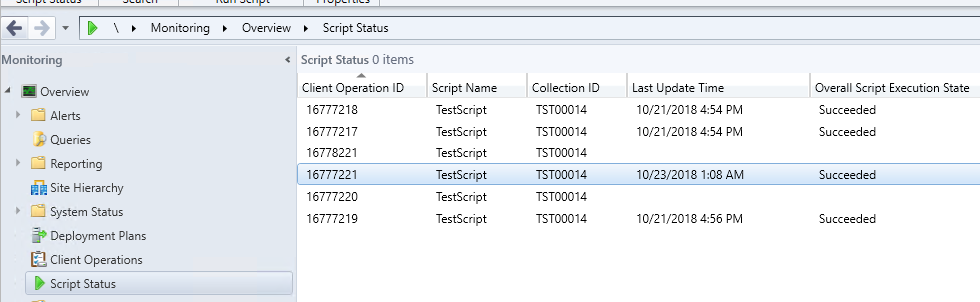 Script Status Search Run Script Properties
\ Monitoring Overview Script Status
Monitoring
Overview
Alerts
Queries
Reporting
Site Hierarchy
System Status
Deployment Plans
Client Operations
Script Status
Script Status 0 items
Client Operation ID Script Name Collection ID Last Update Time Overall Script Execution State
16777218 TestScript TST00014 10/21/2018 4:54 PM Succeeded
16777217 TestScript TST00014 10/21/2018 4:54 PM Succeeded
16778221 TestScript TST00014
16777221 TestScript TST00014 10/23/2018 1:08 AM Succeeded
16777220 TestScript TST00014
16777219 TestScript TST00014 10/21/2018 4:56 PM Succeeded